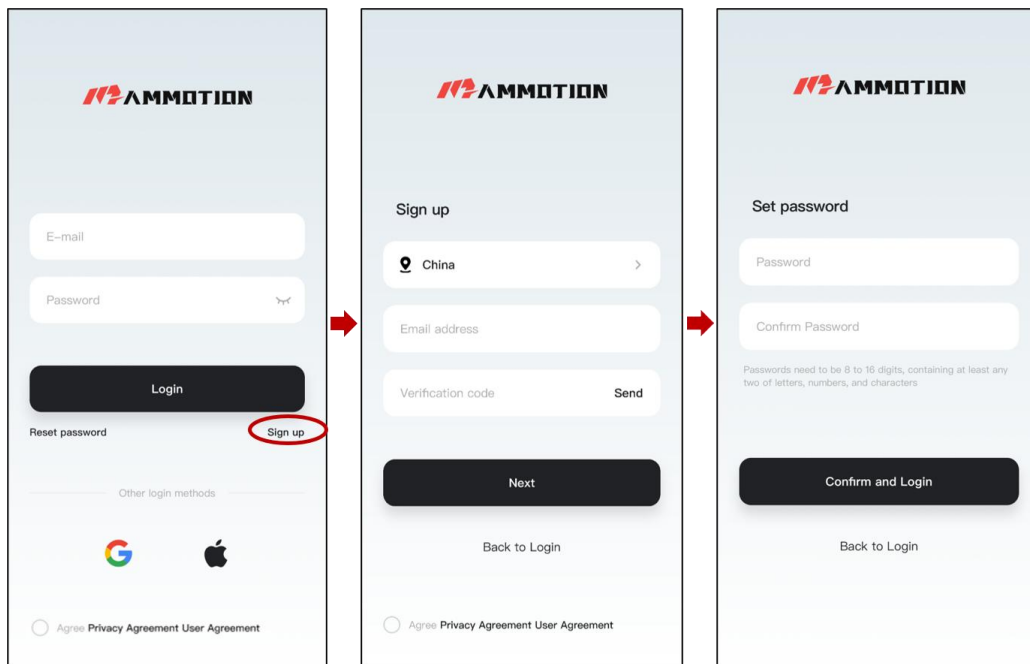 MAMMOTION
E-mail
Password
Login
Reset password
Sign up
Other login methods
Agree Privacy Agreement User Agreement
MAMMOTION
Sign up
China
Email address
Verification code
Send
Next
Back to Login
Agree Privacy Agreement User Agreement
MAMMOTION
Set password
Password
Confirm Password
Passwords need to be 8 to 16 digits, containing at least any
two of letters, numbers, and characters
Confirm and Login
Back to Login